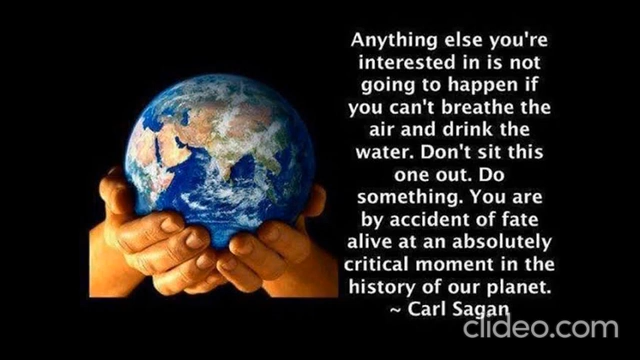 Anything else you're
interested in is not
going to happen if
you can't breathe the
air and drink the
water. Don't sit this
one out. Do
something. You are
by accident of fate
alive at an absolutely
critical moment in the
history of our planet.
~ Carl Sagan
clideo.com